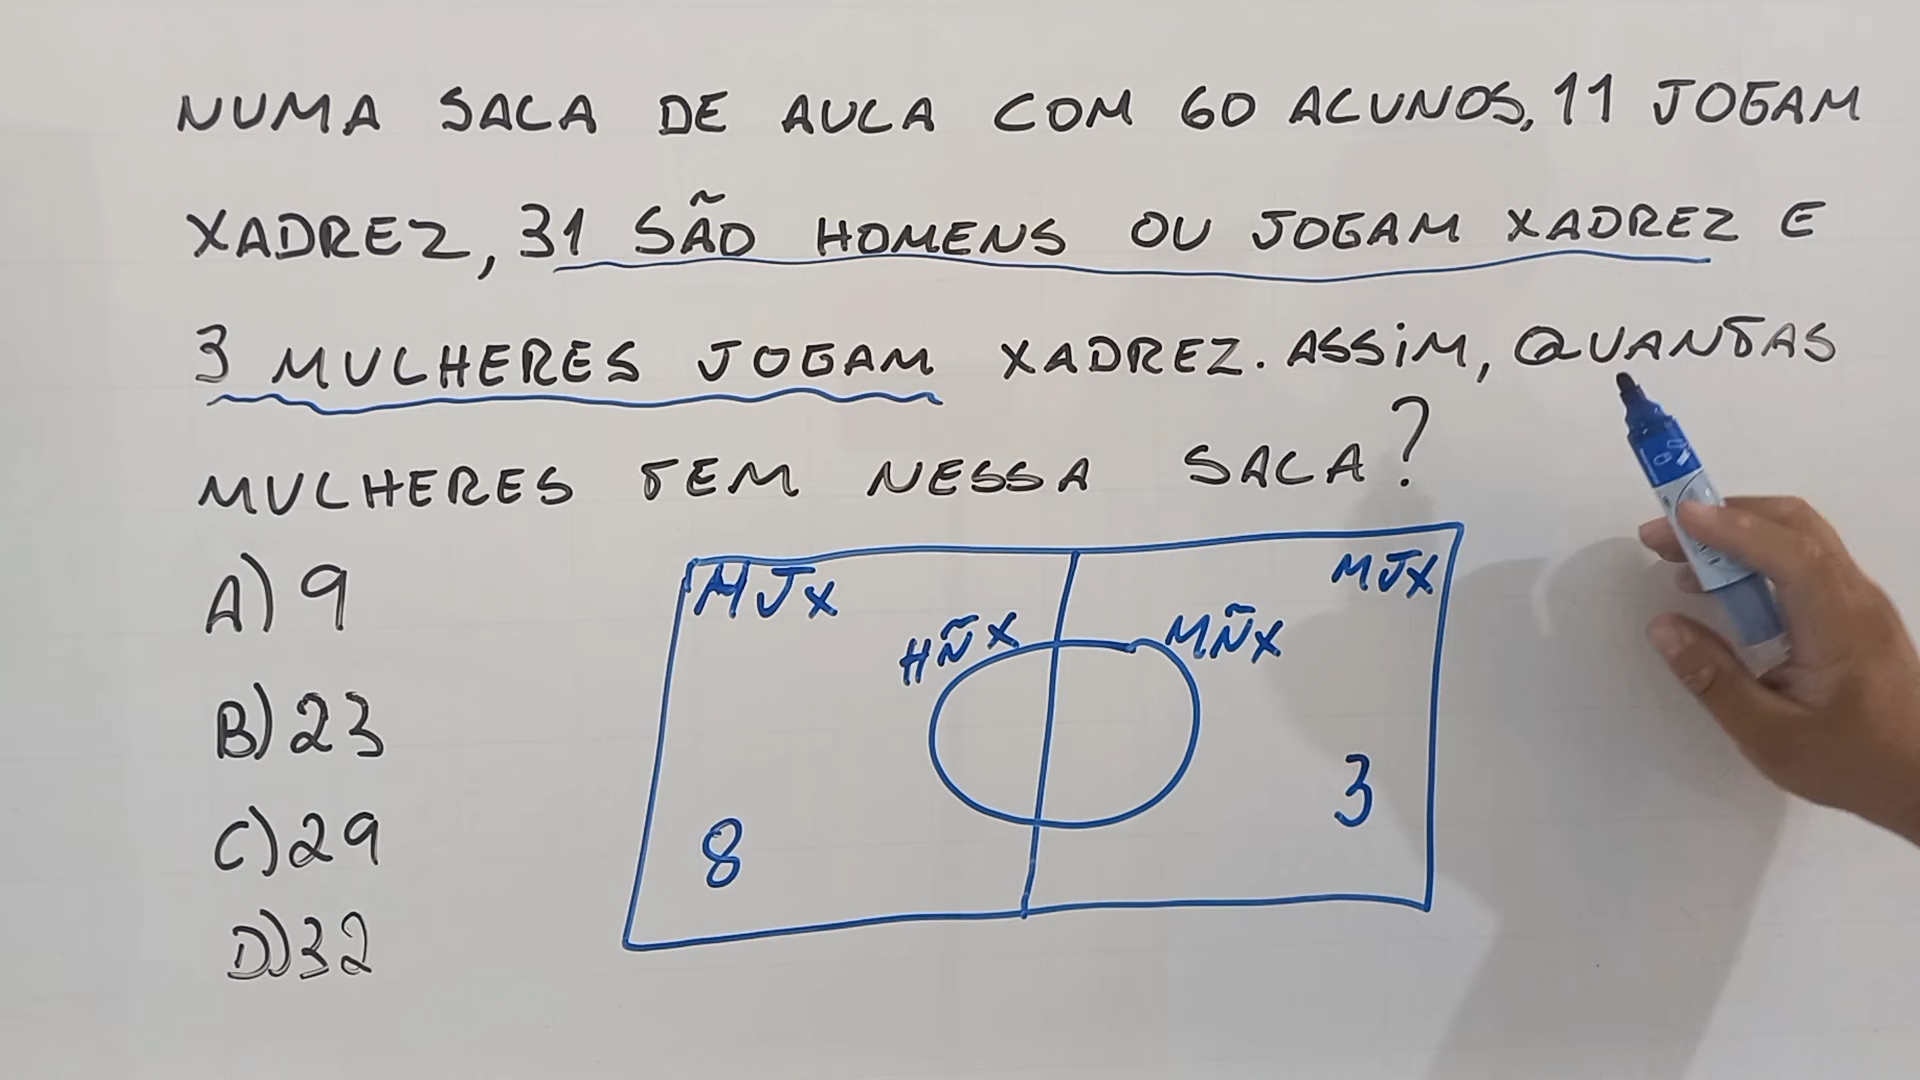 NUMA SALA DE AULA COM 60 ALUNOS, 11 JOGAM
XADREZ, 31 SÃO HOMENS OU JOGAM XADREZ E
3 MULHERES JOGAM XADREZ. ASSIM, QUANTAS
MULHERES TEM NESSA SALA?
A) 9
B) 23
C) 29
D) 32
MJX
HÑX
MÑX
MJX
8
3